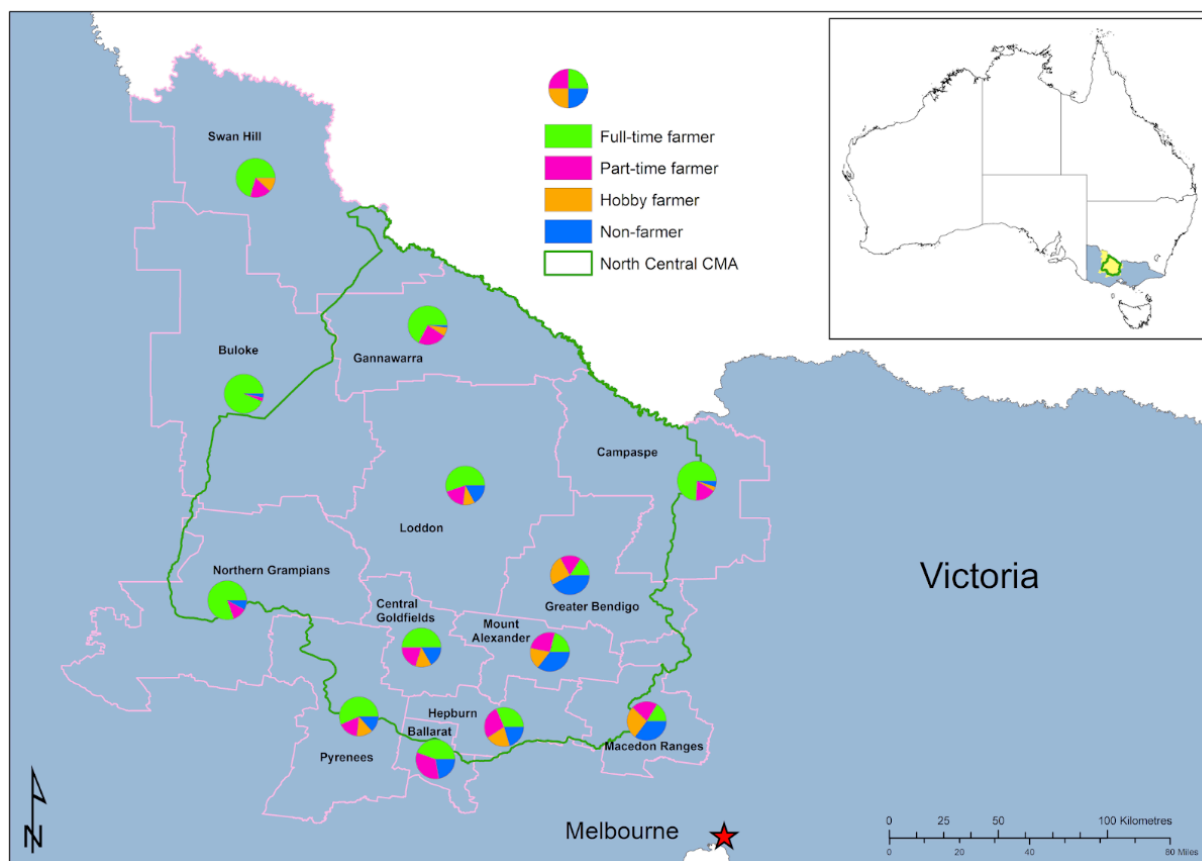 Swan Hill
Full-time farmer
Part-time farmer
Hobby farmer
Non-farmer
North Central CMA
Buloke
Gannawarra
Campaspe
Loddon
Northern Grampians
Central
Goldfields
Greater Bendigo
Mount
Alexander
Victoria
Hepburn
Ballarat
Pyrenees
Macedon Ranges
Melbourne
N
0 25 50 100 Kilometres
0 20 40 80 Miles